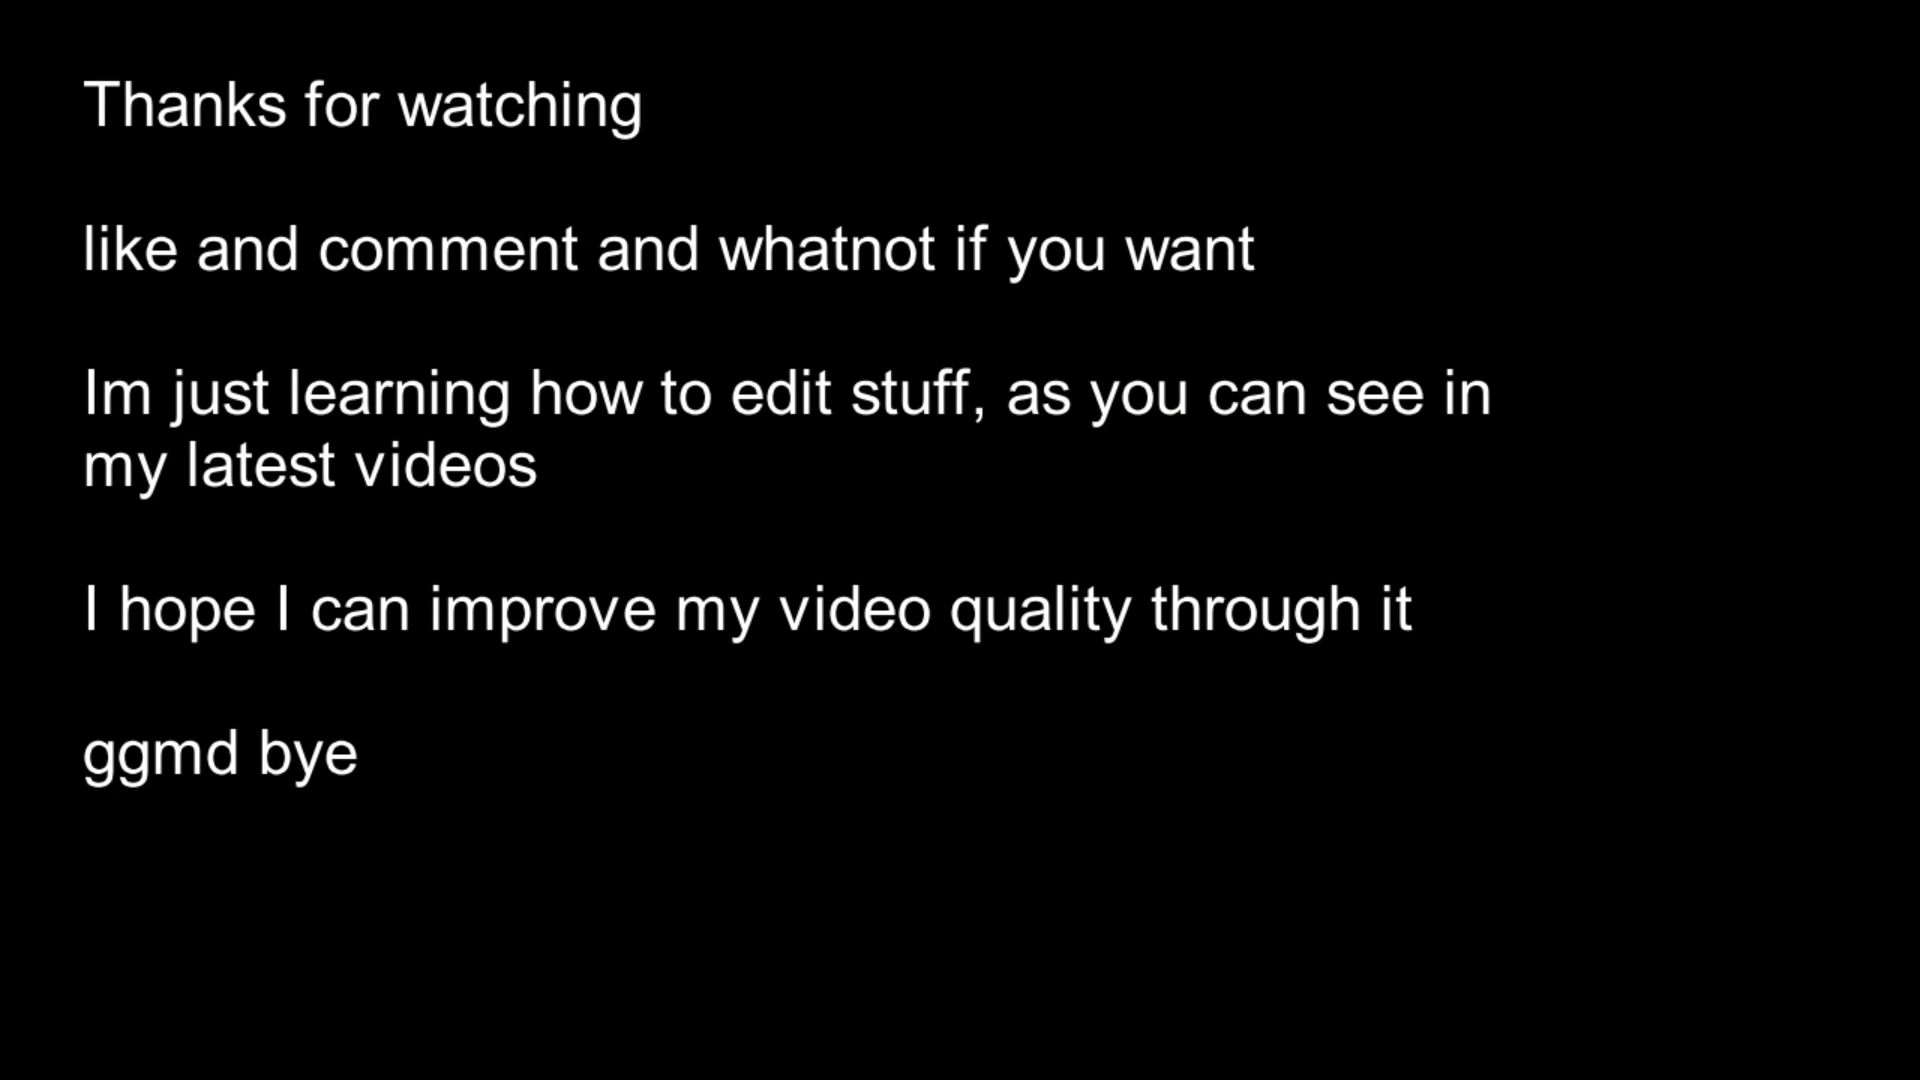 Thanks for watching
like and comment and whatnot if you want
Im just learning how to edit stuff, as you can see in
my latest videos
I hope I can improve my video quality through it
ggmd bye